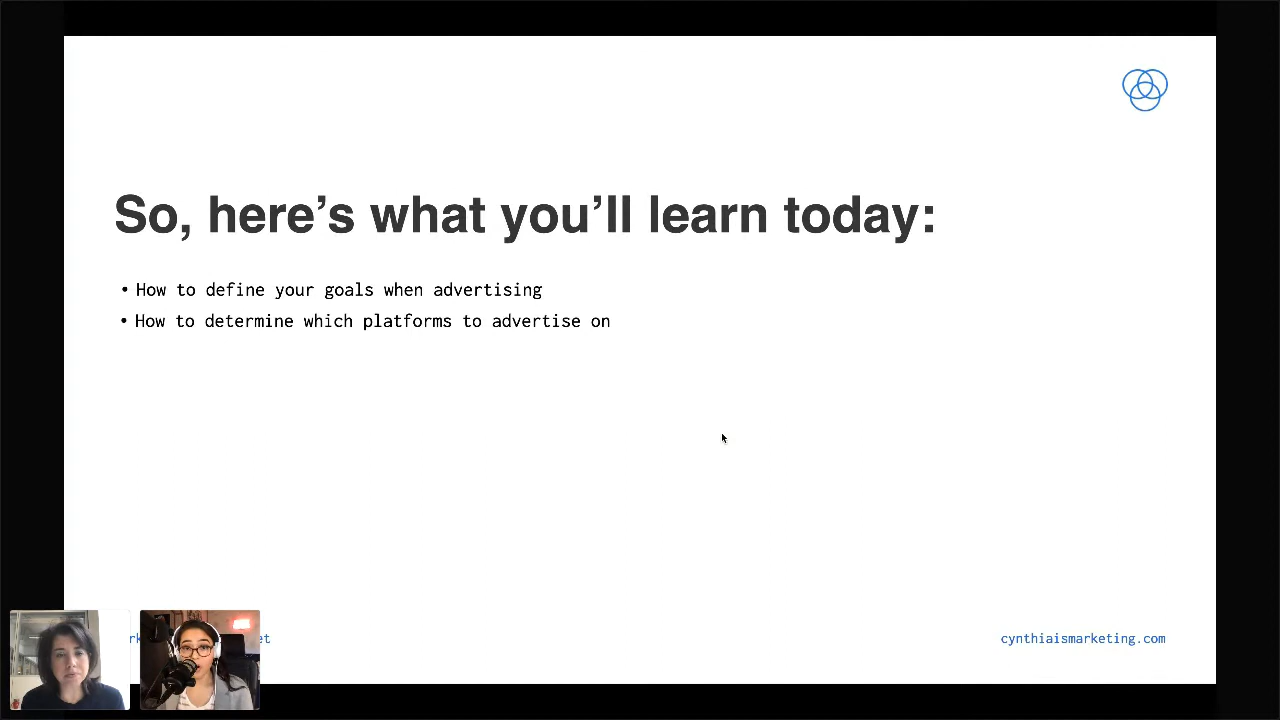 So, here’s what you’ll learn today:
• How to define your goals when advertising
• How to determine which platforms to advertise on
cynthiaismarketing.com